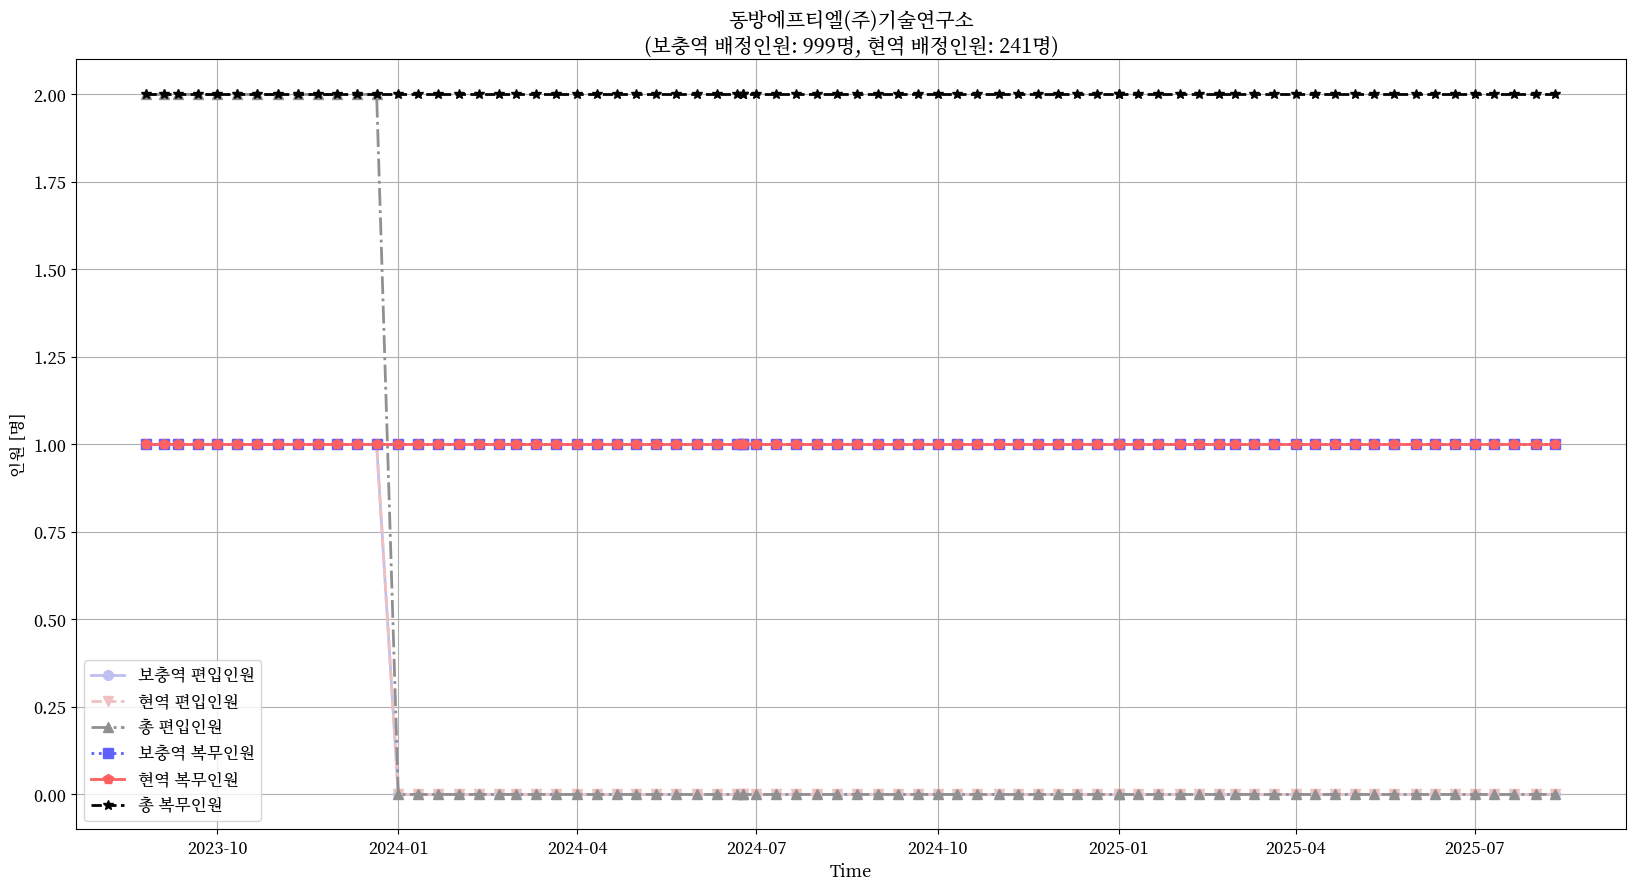 동방에프티엘(주)기술연구소
(보충역 배정인원: 999명, 현역 배정인원: 241명)
인원 [명]
2.00
1.75
1.50
1.25
1.00
0.75
0.50
0.25
0.00
보충역 편입인원
현역 편입인원
총 편입인원
보충역 복무인원
현역 복무인원
총 복무인원
2023-10 2024-01 2024-04 2024-07 2024-10 2025-01 2025-04 2025-07
Time